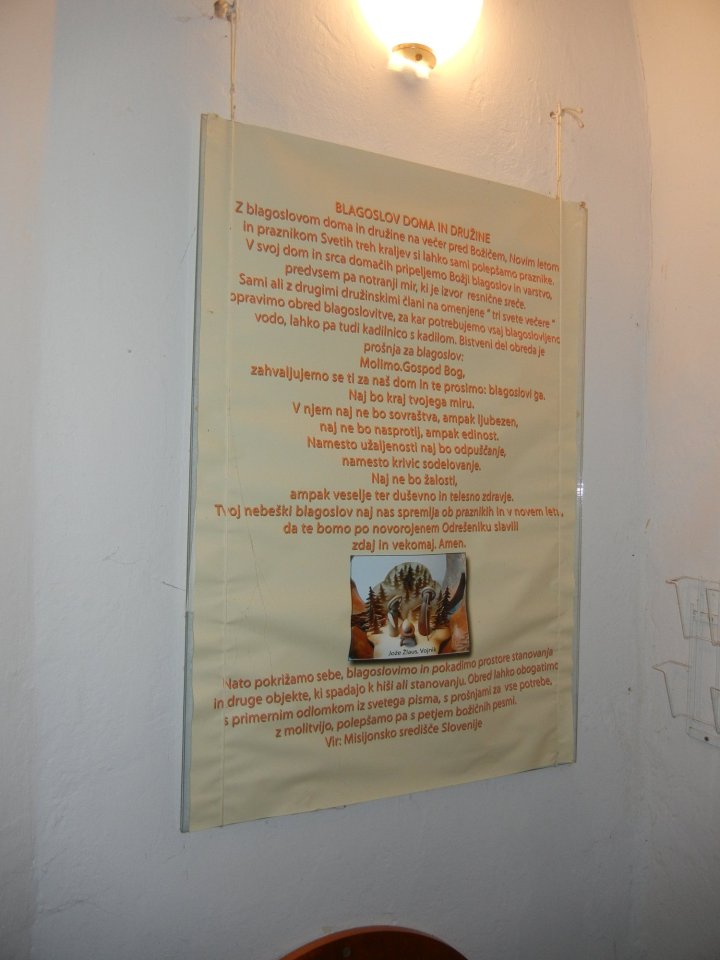 BLAGOSLOV DOMA IN DRUŽINE
Z blagoslovom doma in družine na večer pred Božičem, Novim letom
in praznikom Svetih treh kraljev si lahko sami polepšamo praznike.
V svoj dom in srca domačih pripeljemo Božji blagoslov in varstvo,
predvsem pa notranji mir, ki je izvor resnične sreče.
Sami ali z drugimi družinskimi člani na omenjene " tri svete večere "
opravimo obred blagoslovitve, za kar potrebujemo vsaj blagoslovljeno
vodo, lahko pa tudi kadilnico s kadilom. Bistveni del obreda je
prošnja za blagoslov:
Molimo.Gospod Bog,
zahvaljujemo se ti za naš dom in te prosimo: blagoslovi ga.
Naj bo kraj tvojega miru.
V njem naj ne bo sovraštva, ampak ljubezen,
naj ne bo nasprotij, ampak edinost.
Namesto užaljenosti naj bo odpuščanje,
namesto krivic sodelovanje.
Naj ne bo žalosti,
ampak veselje ter duševno in telesno zdravje.
Tvoj nebeški blagoslov naj nas spremlja ob praznikih in v novem letu,
da te bomo po novorojenem Odrešeniku slavili
zdaj in vekomaj. Amen.
Jože Žlaus, Vojnik
Nato pokrižamo sebe, blagoslovimo in pokadimo prostore stanovanja
in druge objekte, ki spadajo k hiši ali stanovanju. Obred lahko obogatimo
s primernim odlomkom iz svetega pisma, s prošnjami za vse potrebe,
z molitvijo, polepšamo pa s petjem božičnih pesmi.
Vir: Misijonsko središče Slovenije